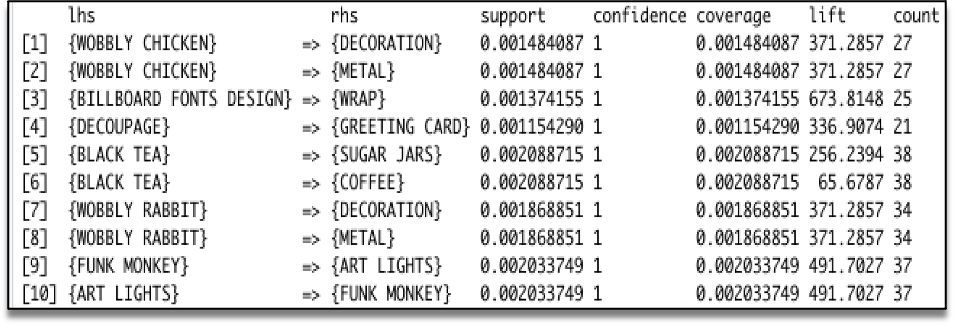 lhs rhs support confidence coverage lift count
[1] {WOBBLY CHICKEN} => {DECORATION} 0.001484087 1 0.001484087 371.2857 27
[2] {WOBBLY CHICKEN} => {METAL} 0.001484087 1 0.001484087 371.2857 27
[3] {BILLBOARD FONTS DESIGN} => {WRAP} 0.001374155 1 0.001374155 673.8148 25
[4] {DECOUPAGE} => {GREETING CARD} 0.001154290 1 0.001154290 336.9074 21
[5] {BLACK TEA} => {SUGAR JARS} 0.002088715 1 0.002088715 256.2394 38
[6] {BLACK TEA} => {COFFEE} 0.002088715 1 0.002088715 65.6787 38
[7] {WOBBLY RABBIT} => {DECORATION} 0.001868851 1 0.001868851 371.2857 34
[8] {WOBBLY RABBIT} => {METAL} 0.001868851 1 0.001868851 371.2857 34
[9] {FUNK MONKEY} => {ART LIGHTS} 0.002033749 1 0.002033749 491.7027 37
[10] {ART LIGHTS} => {FUNK MONKEY} 0.002033749 1 0.002033749 491.7027 37